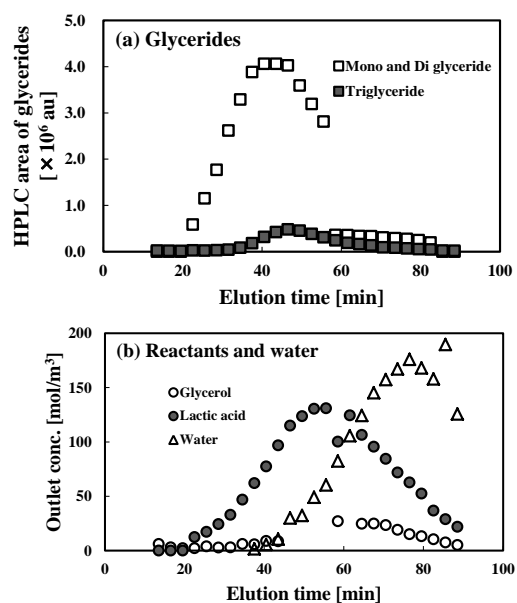 (a) Glycerides
Mono and Di glyceride
Triglyceride
HPLC area of glycerides
[×10⁶ au]
5.0
4.0
3.0
2.0
1.0
0.0
0 20 40 60 80 100
Elution time [min]
(b) Reactants and water
Glycerol
Lactic acid
Water
Outlet conc. [mol/m³]
200
150
100
50
0
0 20 40 60 80 100
Elution time [min]